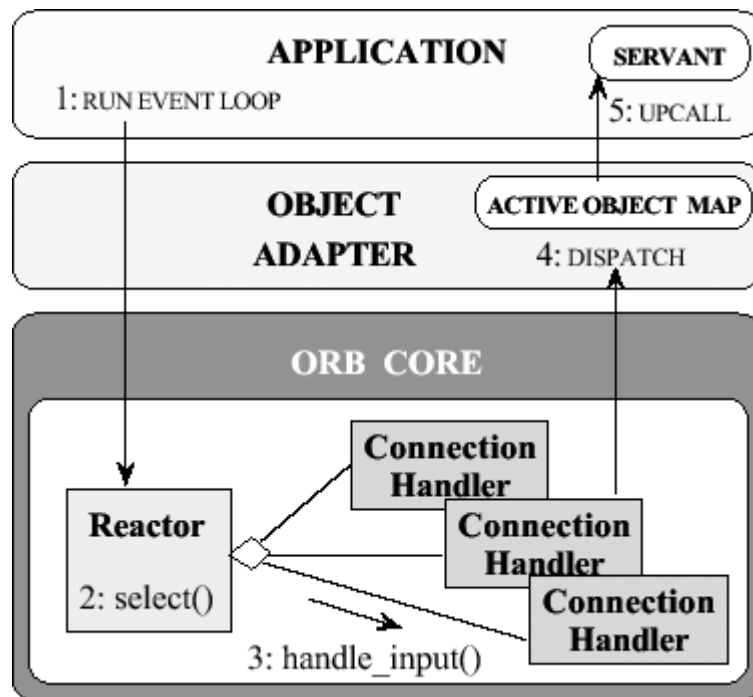 APPLICATION
SERVANT
1: RUN EVENT LOOP
5: UPCALL
OBJECT
ADAPTER
ACTIVE OBJECT MAP
4: DISPATCH
ORB CORE
Connection
Handler
Reactor
2: select()
Connection
Handler
Connection
Handler
3: handle_input()